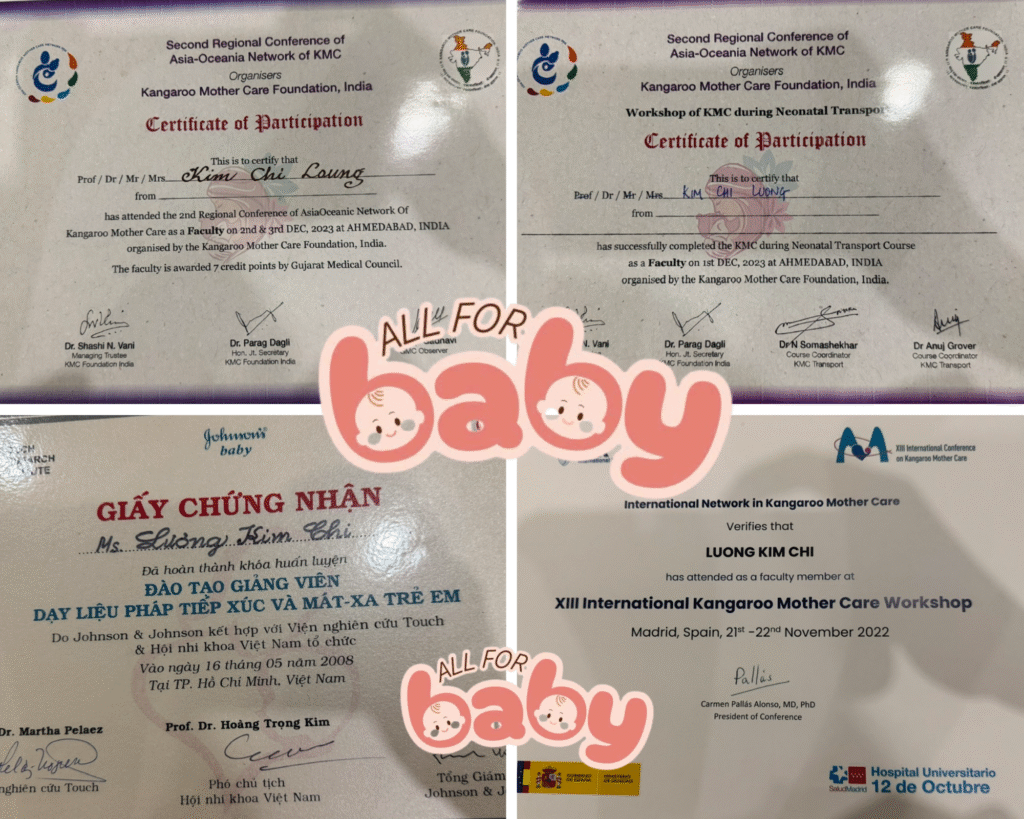 Second Regional Conference of
Asia-Oceania Network of KMC
Organisers
Kangaroo Mother Care Foundation, India
Certificate of Participation
This is to certify that
Prof / Dr / Mr / Mrs. Kim Chi Loung
from
has attended the 2nd Regional Conference of AsiaOceanic Network Of
Kangaroo Mother Care as a Faculty on 2nd & 3rd DEC, 2023 at AHMEDABAD, INDIA
organised by the Kangaroo Mother Care Foundation, India.
The faculty is awarded 7 credit points by Gujarat Medical Council.
Dr. Shashi N. Vani
Managing Trustee
KMC Foundation India
Dr. Parag Dagli
Hon. Jt. Secretary
KMC Foundation India
KMC Observer
Second Regional Conference of
Asia-Oceania Network of KMC
Organisers
Kangaroo Mother Care Foundation, India
Workshop of KMC during Neonatal Transport
Certificate of Participation
This is to certify that
Prof / Dr / Mr / Mrs KIM CHI LUONG
from
has successfully completed the KMC during Neonatal Transport Course
as a Faculty on 1st DEC, 2023 at AHMEDABAD, INDIA
organised by the Kangaroo Mother Care Foundation, India.
N. Vani
Dr. Parag Dagli
Hon. Jt. Secretary
KMC Foundation India
Dr N Somashekhar
Course Coordinator
KMC Transport
Dr Anuj Grover
Course Coordinator
KMC Transport
ALL FOR
baby
Johnson's
baby
GIẤY CHỨNG NHẬN
Ms. Lương Kim Chi
Đã hoàn thành khóa huấn luyện
ĐÀO TẠO GIẢNG VIÊN
DẠY LIỆU PHÁP TIẾP XÚC VÀ MÁT-XA TRẺ EM
Do Johnson & Johnson kết hợp với Viện nghiên cứu Touch
& Hội nhi khoa Việt Nam tổ chức
Vào ngày 16 tháng 05 năm 2008
Tại TP. Hồ Chí Minh, Việt Nam
Dr. Martha Pelaez
nghiên cứu Touch
Prof. Dr. Hoàng Trọng Kim
Phó chủ tịch
Hội nhi khoa Việt Nam
Tổng Giám
Johnson & J
ALL FOR
baby
XIII International Conference
on Kangaroo Mother Care
International Network in Kangaroo Mother Care
Verifies that
LUONG KIM CHI
has attended as a faculty member at
XIII International Kangaroo Mother Care Workshop
Madrid, Spain, 21st -22nd November 2022
Pallás
Carmen Pallás Alonso, MD, PhD
President of Conference
SaludMadrid
Hospital Universitario
12 de Octubre